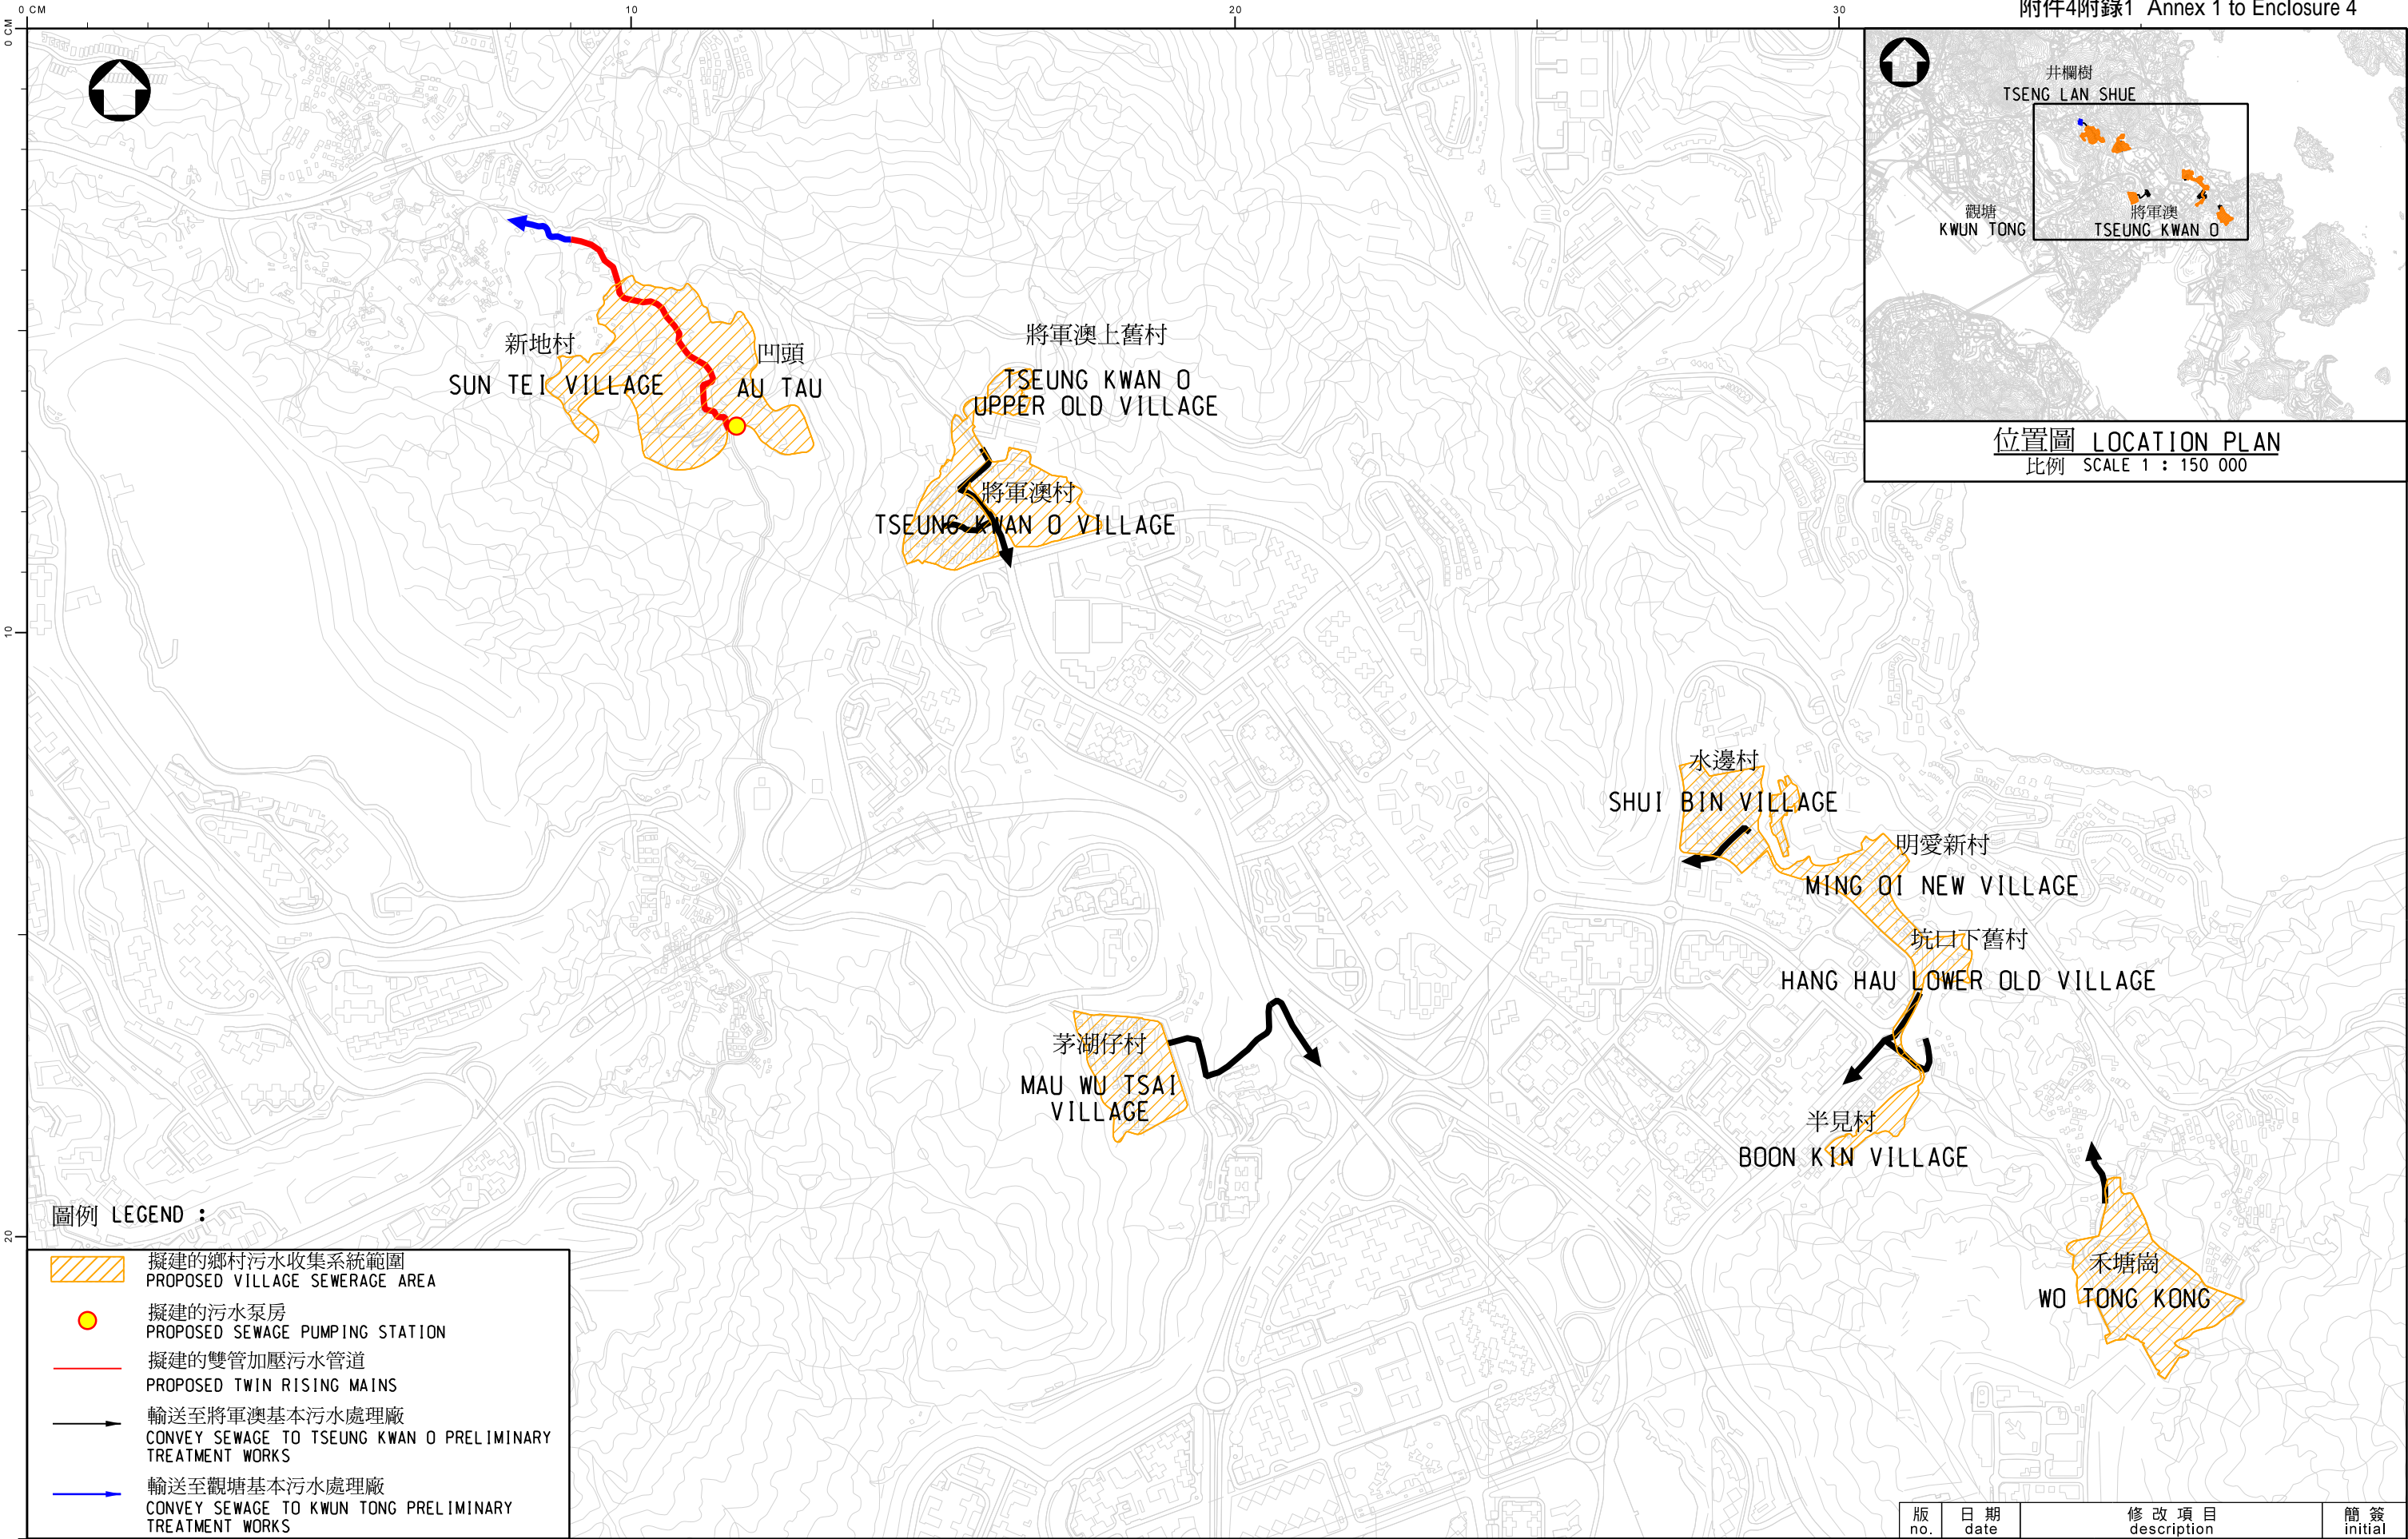 附件4附錄1 Annex 1 to Enclosure 4
0 CM
10
20
30
0 CM
10
20
井欄樹
TSENG LAN SHUE
觀塘
KWUN TONG
將軍澳
TSEUNG KWAN O
位置圖 LOCATION PLAN
比例 SCALE 1 : 150 000
新地村
SUN TEI VILLAGE
凹頭
AU TAU
將軍澳上舊村
TSEUNG KWAN O
UPPER OLD VILLAGE
將軍澳村
TSEUNG KWAN O VILLAGE
水邊村
SHUI BIN VILLAGE
明愛新村
MING OI NEW VILLAGE
坑口下舊村
HANG HAU LOWER OLD VILLAGE
茅湖仔村
MAU WU TSAI
VILLAGE
半見村
BOON KIN VILLAGE
禾塘崗
WO TONG KONG
圖例 LEGEND :
擬建的鄉村污水收集系統範圍
PROPOSED VILLAGE SEWERAGE AREA
擬建的污水泵房
PROPOSED SEWAGE PUMPING STATION
擬建的雙管加壓污水管道
PROPOSED TWIN RISING MAINS
輸送至將軍澳基本污水處理廠
CONVEY SEWAGE TO TSEUNG KWAN O PRELIMINARY
TREATMENT WORKS
輸送至觀塘基本污水處理廠
CONVEY SEWAGE TO KWUN TONG PRELIMINARY
TREATMENT WORKS
版 日 期 修 改 項 目 簡 簽
no. date description initial